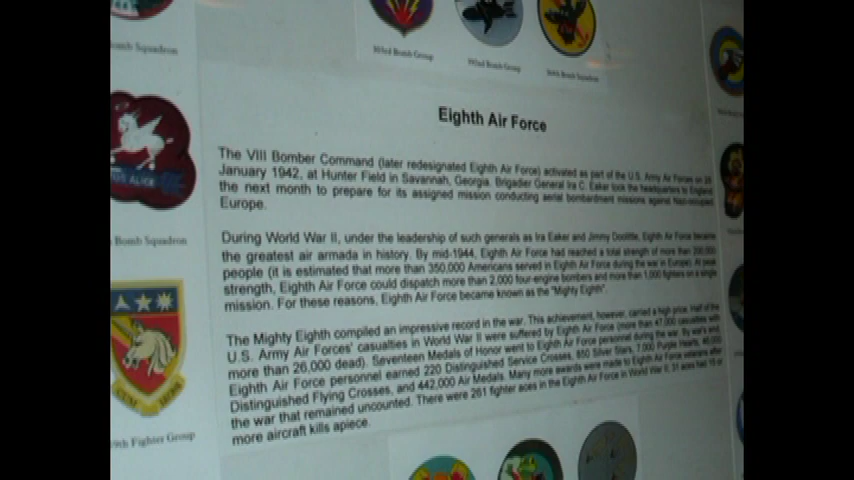 Bomb Squadron
303rd Bomb Group
392nd Bomb Group
Bomb Squadron
Eighth Air Force
The VIII Bomber Command (later redesignated Eighth Air Force) activated as part of the U.S. Army Air Forces on 28
January 1942, at Hunter Field in Savannah, Georgia. Brigadier General Ira C. Eaker took the headquarters to England
the next month to prepare for its assigned mission conducting aerial bombardment missions against Nazi-occupied
Europe.
During World War II, under the leadership of such generals as Ira Eaker and Jimmy Doolittle, Eighth Air Force became
the greatest air armada in history. By mid-1944, Eighth Air Force had reached a total strength of more than 200,000
people (it is estimated that more than 350,000 Americans served in Eighth Air Force during the war in Europe). At peak
strength, Eighth Air Force could dispatch more than 2,000 four-engine bombers and more than 1,000 fighters on a single
mission. For these reasons, Eighth Air Force became known as the "Mighty Eighth".
The Mighty Eighth compiled an impressive record in the war. This achievement, however, carried a high price. Half of the
U.S. Army Air Forces' casualties in World War II were suffered by Eighth Air Force (more than 47,000 casualties with
more than 26,000 dead). Seventeen Medals of Honor went to Eighth Air Force personnel during the war. By war's end,
Eighth Air Force personnel earned 220 Distinguished Service Crosses, 850 Silver Stars, 7,000 Purple Hearts, 46,000
Distinguished Flying Crosses, and 442,000 Air Medals. Many more awards were made to Eighth Air Force veterans after
the war that remained uncounted. There were 261 fighter aces in the Eighth Air Force in World War II; 31 aces had 15 or
more aircraft kills apiece.
ALICE
Bomb Squadron
Fighter Group